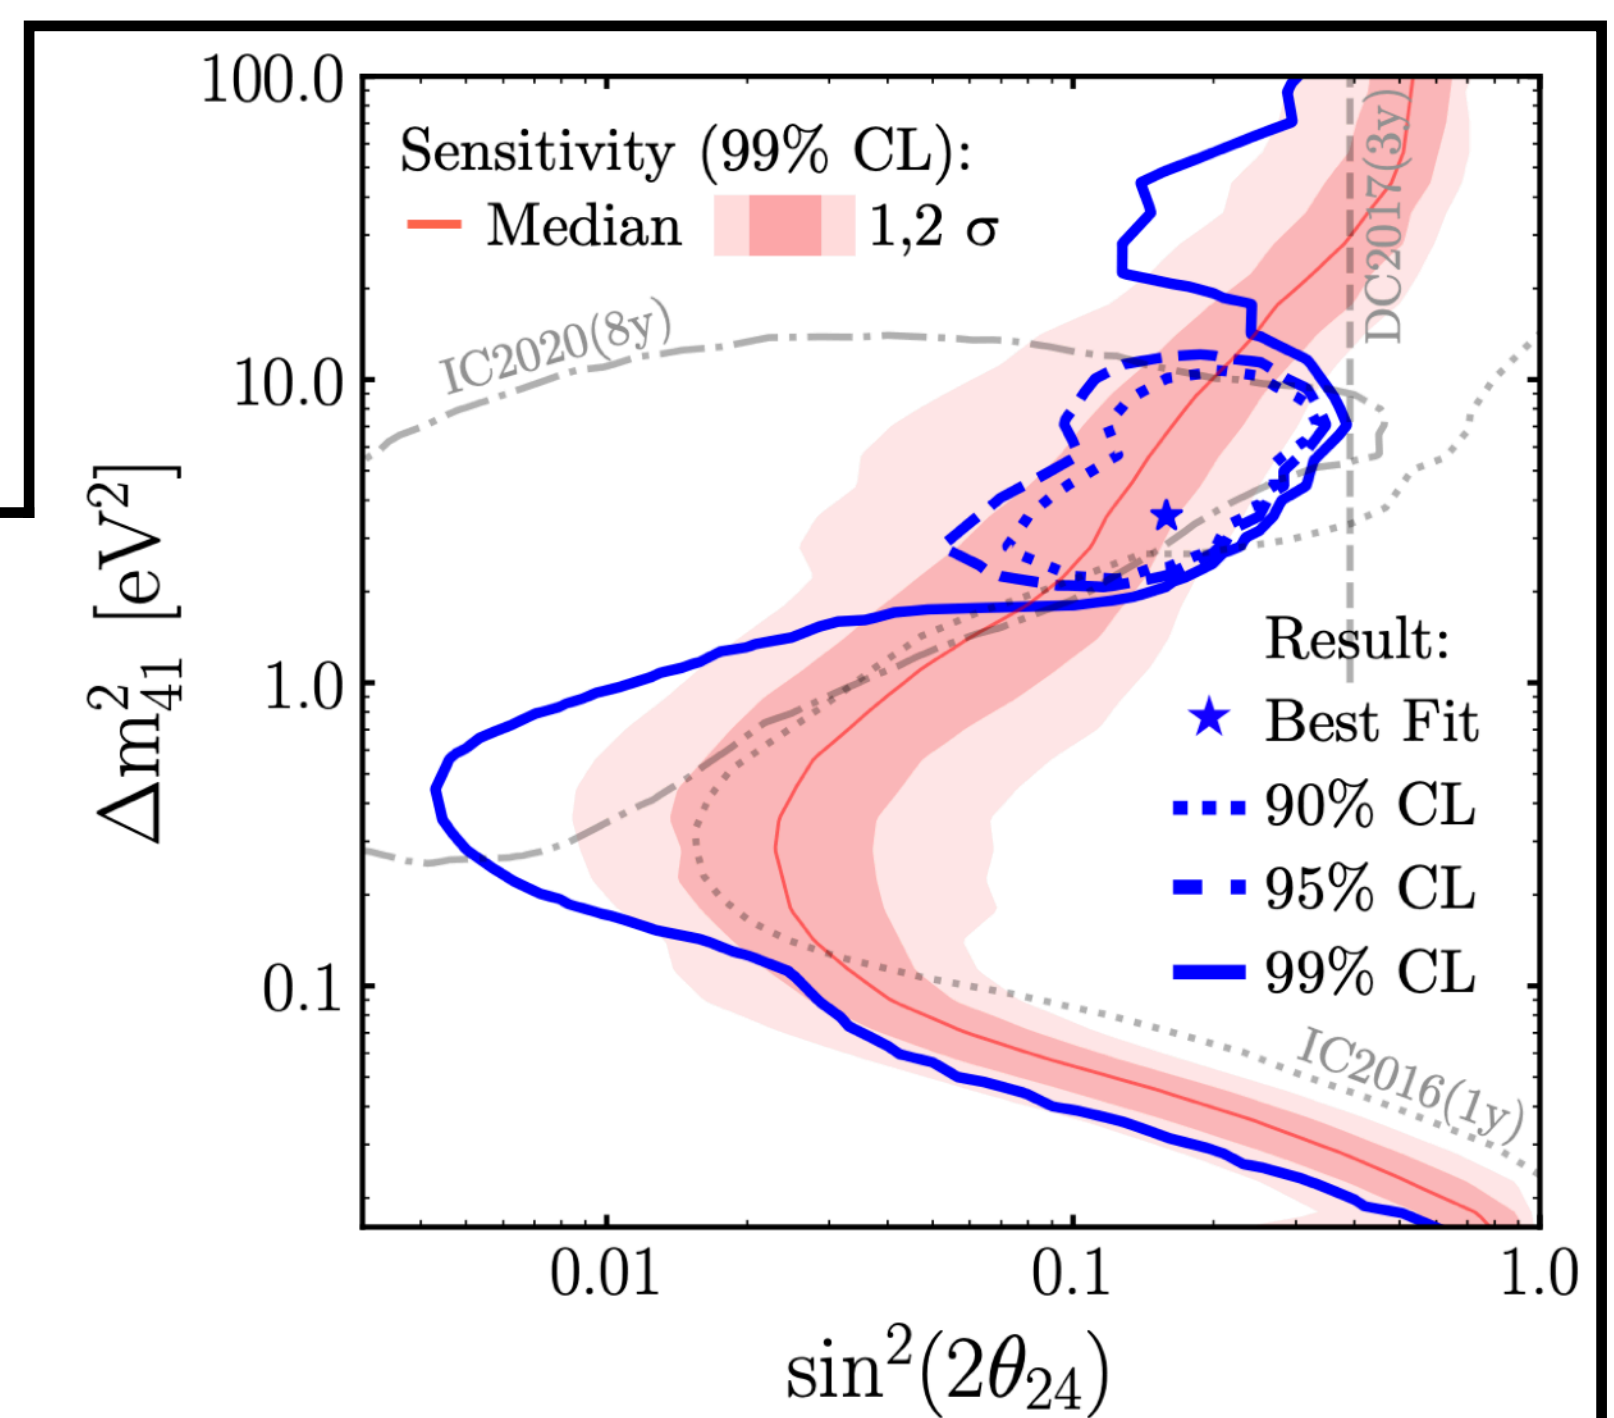 100.0
10.0
1.0
0.1
Δm²₄₁ [eV²]
Sensitivity (99% CL):
Median 1,2 σ
IC2020(8y)
DC2017(3y)
Result:
Best Fit
90% CL
95% CL
99% CL
IC2016(1y)
0.01 0.1 1.0
sin²(2θ₂₄)